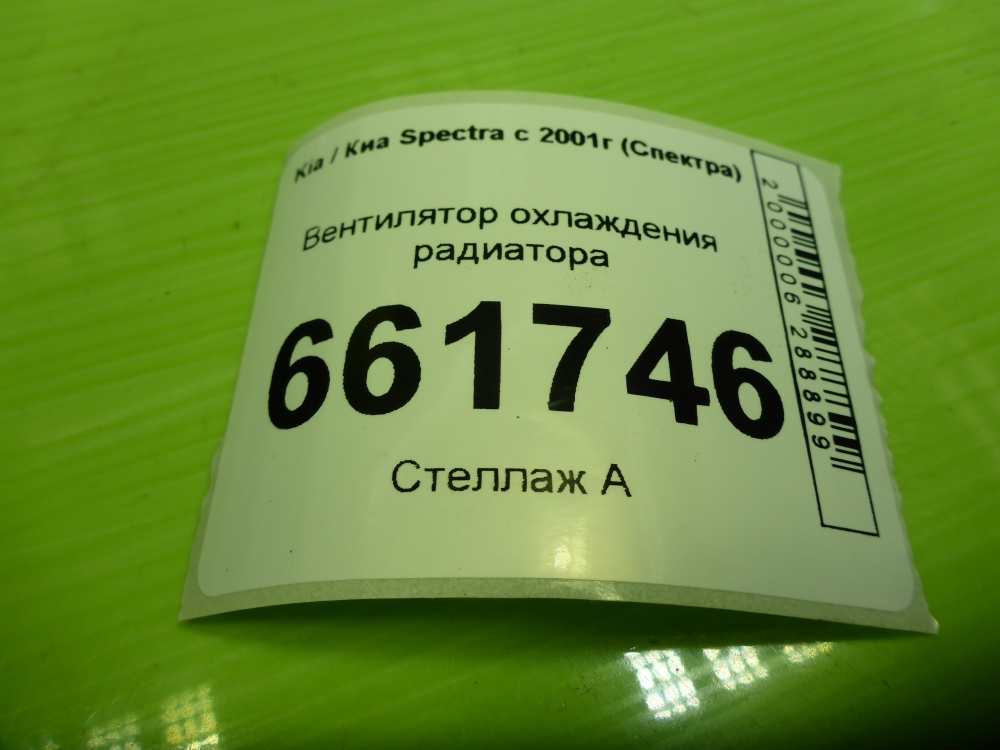 Kia / Киа Spectra с 2001г (Спектра)
Вентилятор охлаждения
радиатора
661746
Стеллаж А
2000006288899